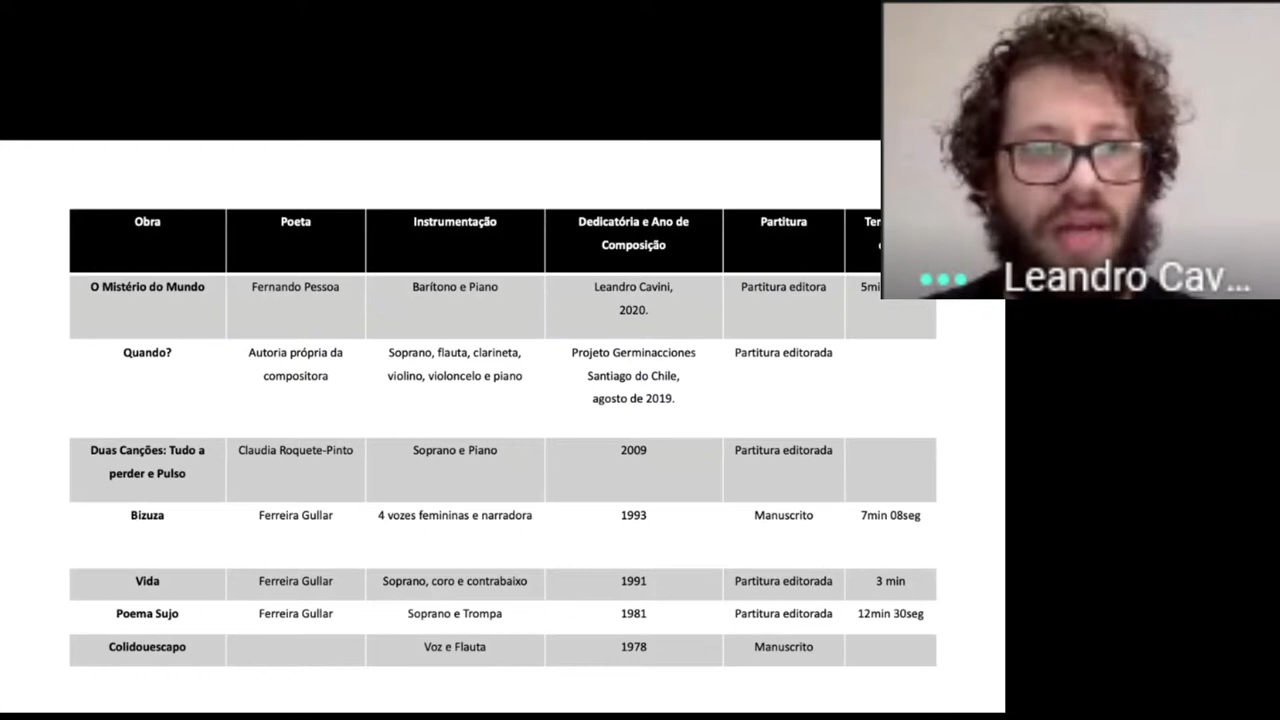 Leandro Cav...
Obra Poeta Instrumentação Dedicatória e Ano de Partitura
Composição
O Mistério do Mundo Fernando Pessoa Barítono e Piano Leandro Cavini, Partitura editora
2020.
Quando? Autoria própria da Soprano, flauta, clarineta, Projeto Germinacciones Partitura editorada
compositora violino, violoncelo e piano Santiago do Chile,
agosto de 2019.
Duas Canções: Tudo a Claudia Roquete-Pinto Soprano e Piano 2009 Partitura editorada
perder e Pulso
Bizuza Ferreira Gullar 4 vozes femininas e narradora 1993 Manuscrito 7min 08seg
Vida Ferreira Gullar Soprano, coro e contrabaixo 1991 Partitura editorada 3 min
Poema Sujo Ferreira Gullar Soprano e Trompa 1981 Partitura editorada 12min 30seg
Colidouescapo Voz e Flauta 1978 Manuscrito